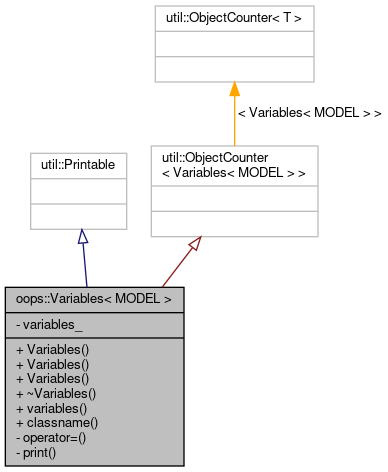 util::ObjectCounter< T >
< Variables< MODEL > >
util::Printable
util::ObjectCounter
< Variables< MODEL > >
oops::Variables< MODEL >
- variables_
+ Variables()
+ Variables()
+ Variables()
+ ~Variables()
+ variables()
+ classname()
- operator=()
- print()